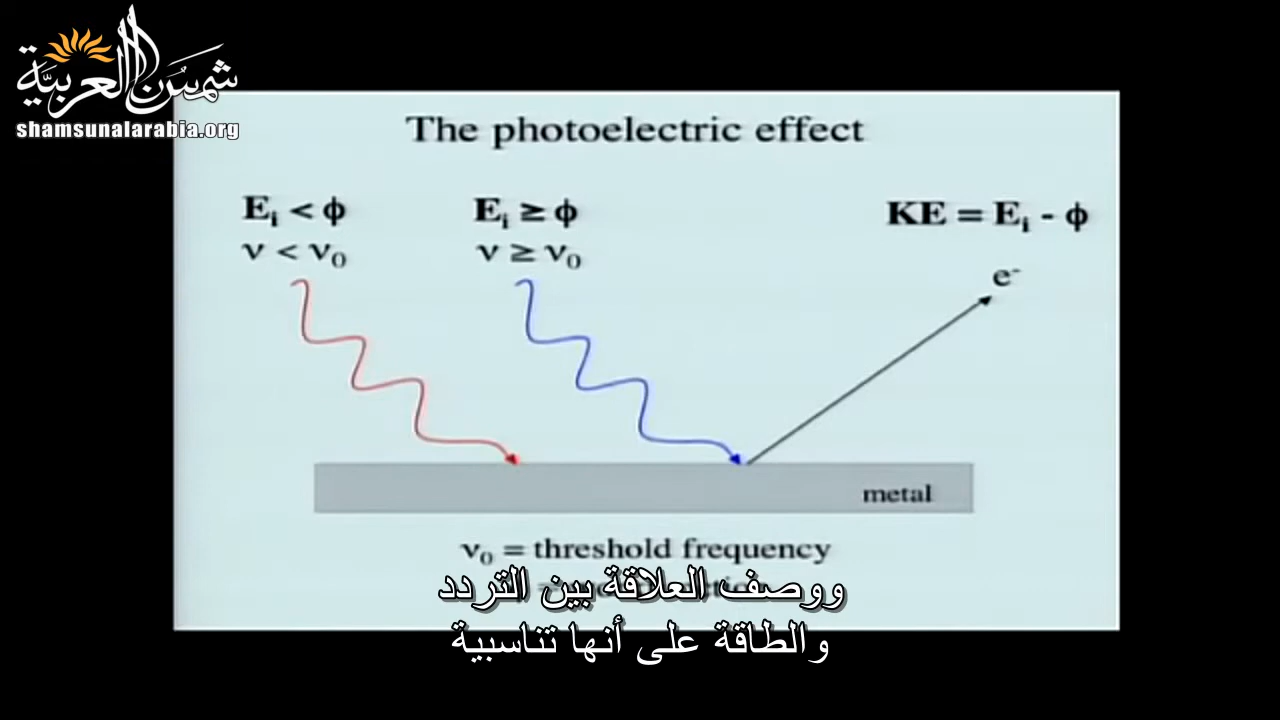 شمس العربية
shamsunalarabia.org
The photoelectric effect
Eᵢ < ϕ
ν < ν₀
Eᵢ ≥ ϕ
ν ≥ ν₀
KE = Eᵢ - ϕ
e⁻
metal
ν₀ = threshold frequency
ووصف العلاقة بين التردد
والطاقة على أنها تناسبية